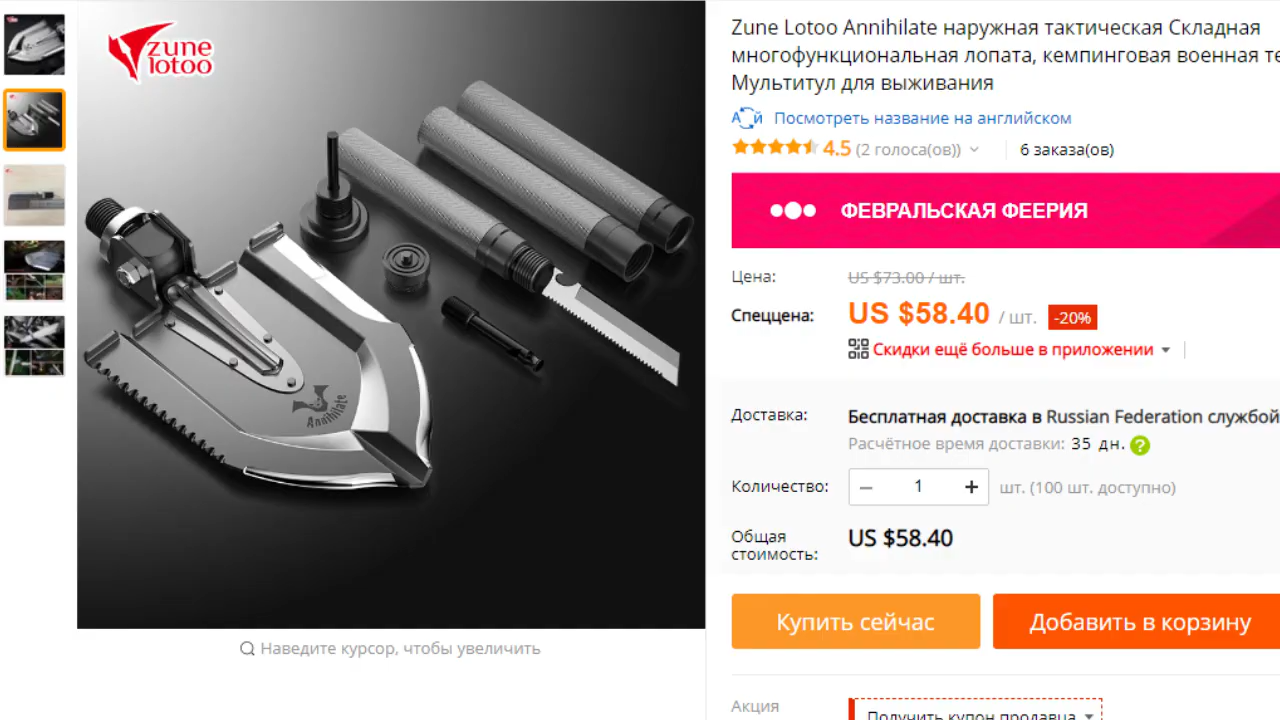 zune
lotoo
Annihilate
Наведите курсор, чтобы увеличить
Zune Lotoo Annihilate наружная тактическая Складная
многофункциональная лопата, кемпинговая военная те
Мультитул для выживания
Посмотреть название на английском
4.5 (2 голоса(ов)) 6 заказа(ов)
ФЕВРАЛЬСКАЯ ФЕЕРИЯ
Цена: US $73.00 / шт.
Спеццена: US $58.40 / шт. -20%
Скидки ещё больше в приложении
Доставка: Бесплатная доставка в Russian Federation службой
Расчётное время доставки: 35 дн. ?
Количество: − 1 + шт. (100 шт. доступно)
Общая
стоимость: US $58.40
Купить сейчас Добавить в корзину
Акция
Получить купон продавца